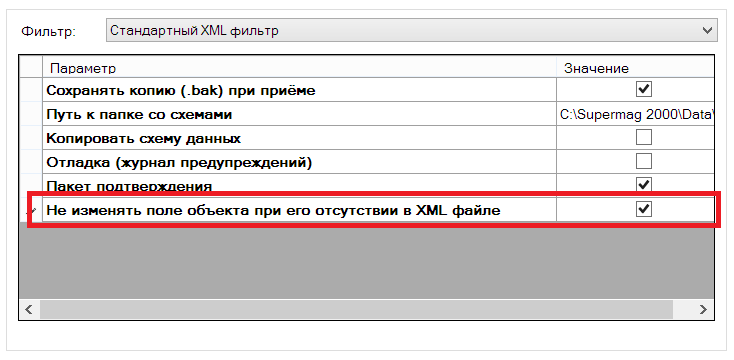 Фильтр: Стандартный XML фильтр
Параметр Значение
Сохранять копию (.bak) при приёме
Путь к папке со схемами C:\Supermag 2000\Data\
Копировать схему данных
Отладка (журнал предупреждений)
Пакет подтверждения
Не изменять поле объекта при его отсутствии в XML файле